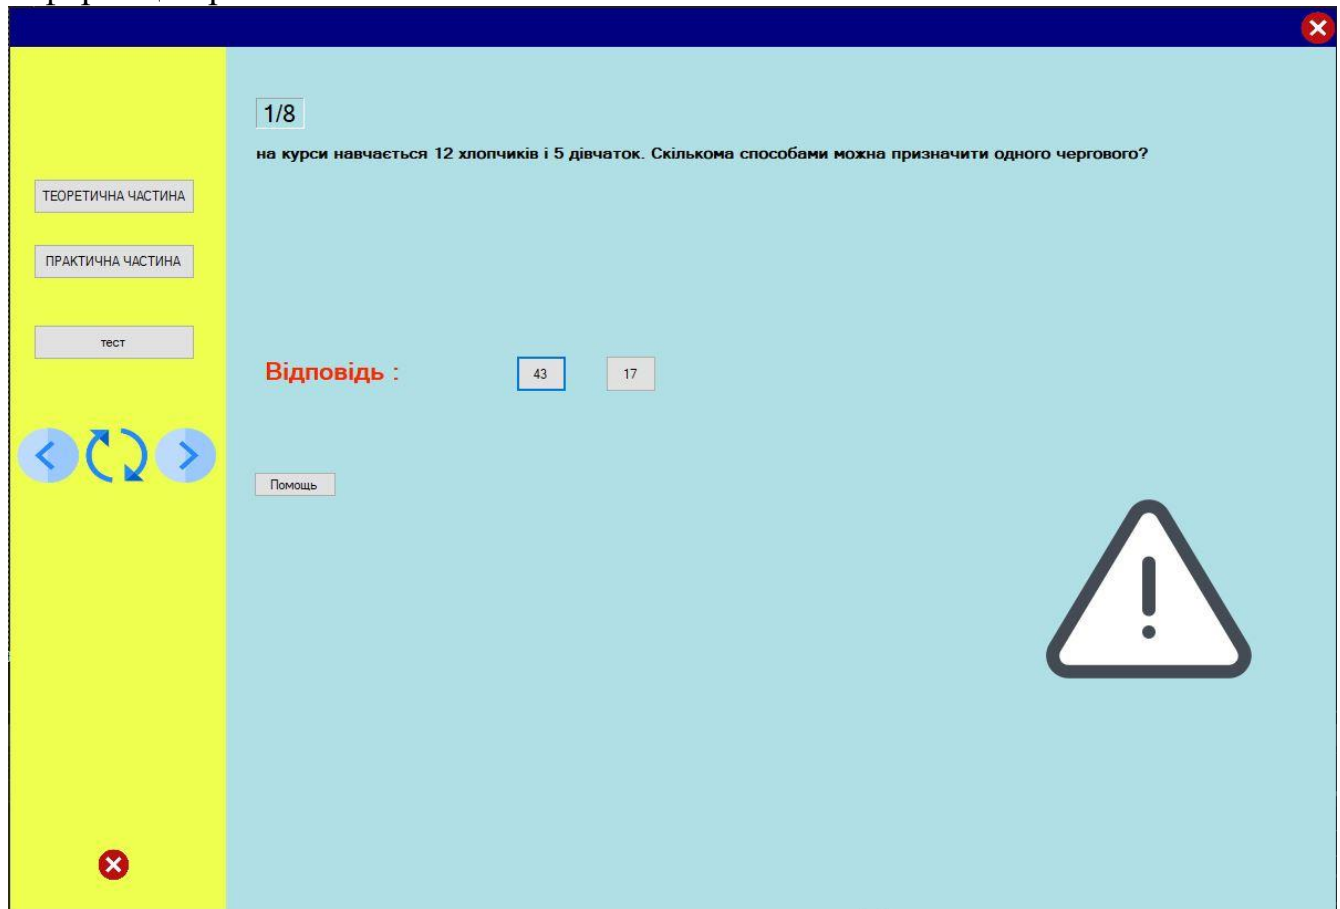 1/8
на курси навчається 12 хлопчиків і 5 дівчаток. Скількома способами можна призначити одного чергового?
ТЕОРЕТИЧНА ЧАСТИНА
ПРАКТИЧНА ЧАСТИНА
тест
Відповідь :
43
17
Помощь